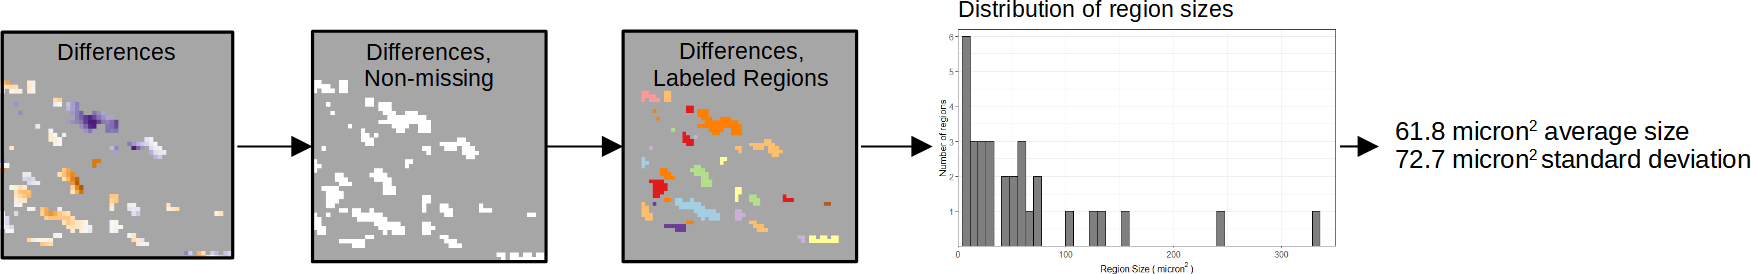 Differences
Differences,
Non-missing
Differences,
Labeled Regions
Distribution of region sizes
Number of regions
6
5
4
3
2
1
0
100
200
300
Region Size ( micron²)
61.8 micron² average size
72.7 micron² standard deviation